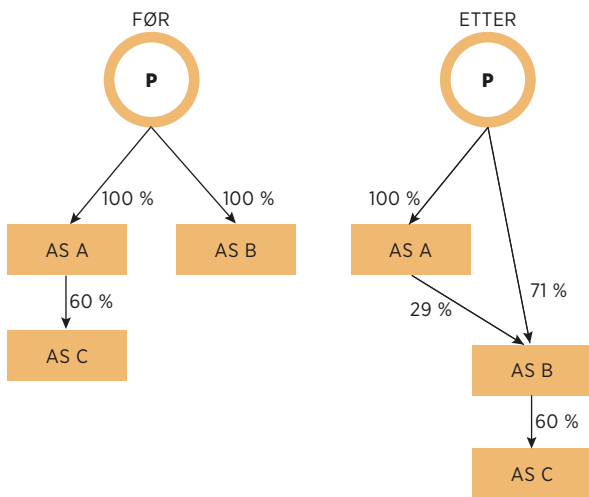 FØR
P
100 %
100 %
AS A
AS B
60 %
AS C
ETTER
P
100 %
AS A
71 %
29 %
AS B
60 %
AS C